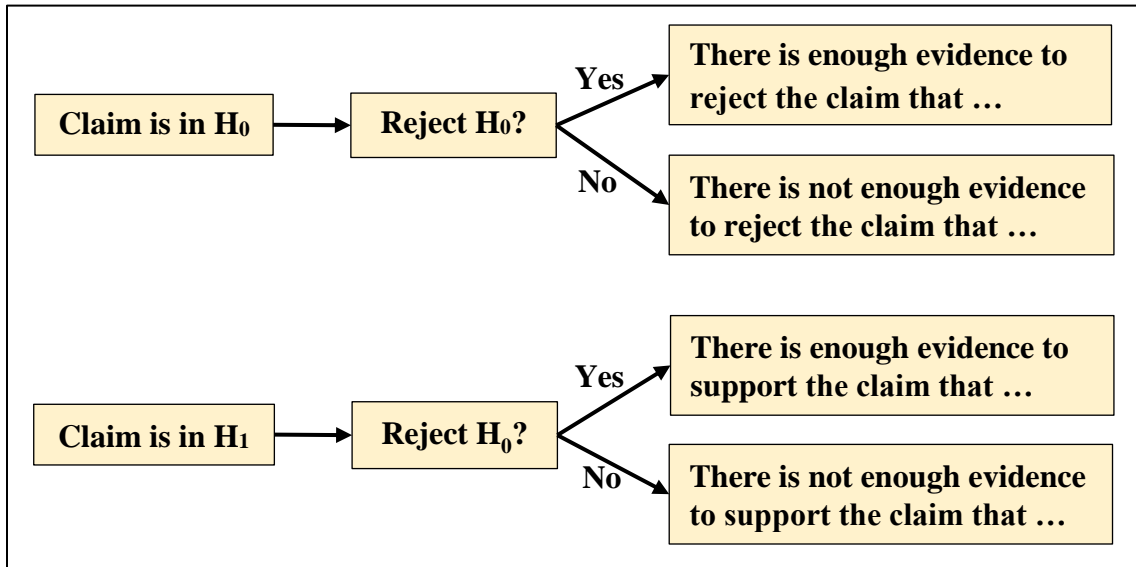 Claim is in H₀
Reject H₀?
Yes
There is enough evidence to
reject the claim that …
No
There is not enough evidence
to reject the claim that …
Claim is in H₁
Reject H₀?
Yes
There is enough evidence to
support the claim that …
No
There is not enough evidence
to support the claim that …